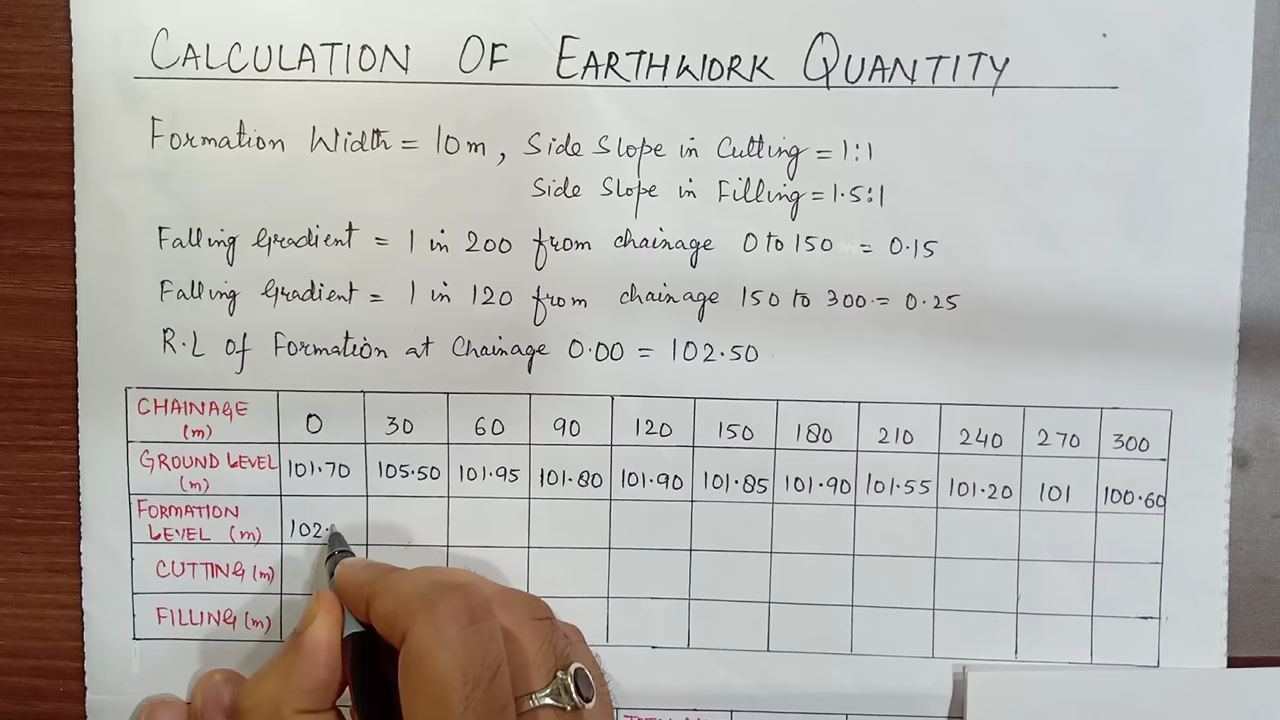 CALCULATION OF EARTHWORK QUANTITY
Formation Width = 10m, Side Slope in Cutting = 1:1
Side Slope in Filling = 1.5:1
Falling Gradient = 1 in 200 from chainage 0 to 150 = 0.15
Falling Gradient = 1 in 120 from chainage 150 to 300 = 0.25
R.L of Formation at Chainage 0.00 = 102.50
CHAINAGE (m) 0 30 60 90 120 150 180 210 240 270 300
GROUND LEVEL (m) 101.70 105.50 101.95 101.80 101.90 101.85 101.90 101.55 101.20 101 100.60
FORMATION LEVEL (m) 102.
CUTTING (m)
FILLING (m)